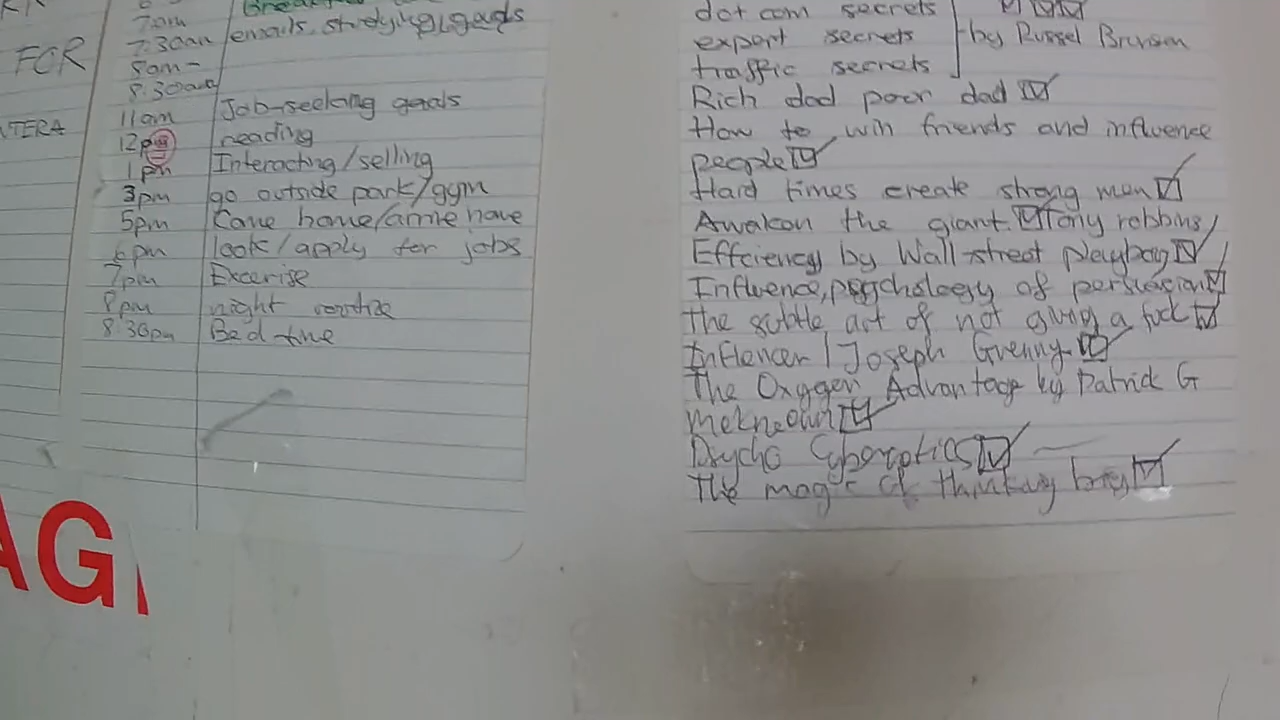 FOR
NTERA
7am
7:30am emails, studying, goals
8am-
8:30am
11am Job-seeking goals
12pm reading
1pm Interacting/selling
3pm go outside park/gym
5pm Come home/arrive home
6pm look/apply for jobs
7pm Excerise
8pm night routine
8:30pm Bed time
AG
dot com secrets
expert secrets by Russel Brunson
traffic secrets
Rich dad poor dad
How to win friends and influence
people
Hard times create strong men
Awaken the giant. Tony robbins
Effciency by Wall-street playboy
Influence, psychology of persuasion
The subtle art of not giving a fuck
Influencer | Joseph Grenny.
The Oxygen Advantage by Patrick G
Mckneown
Psycho Cybernetics
The magic of thinking big